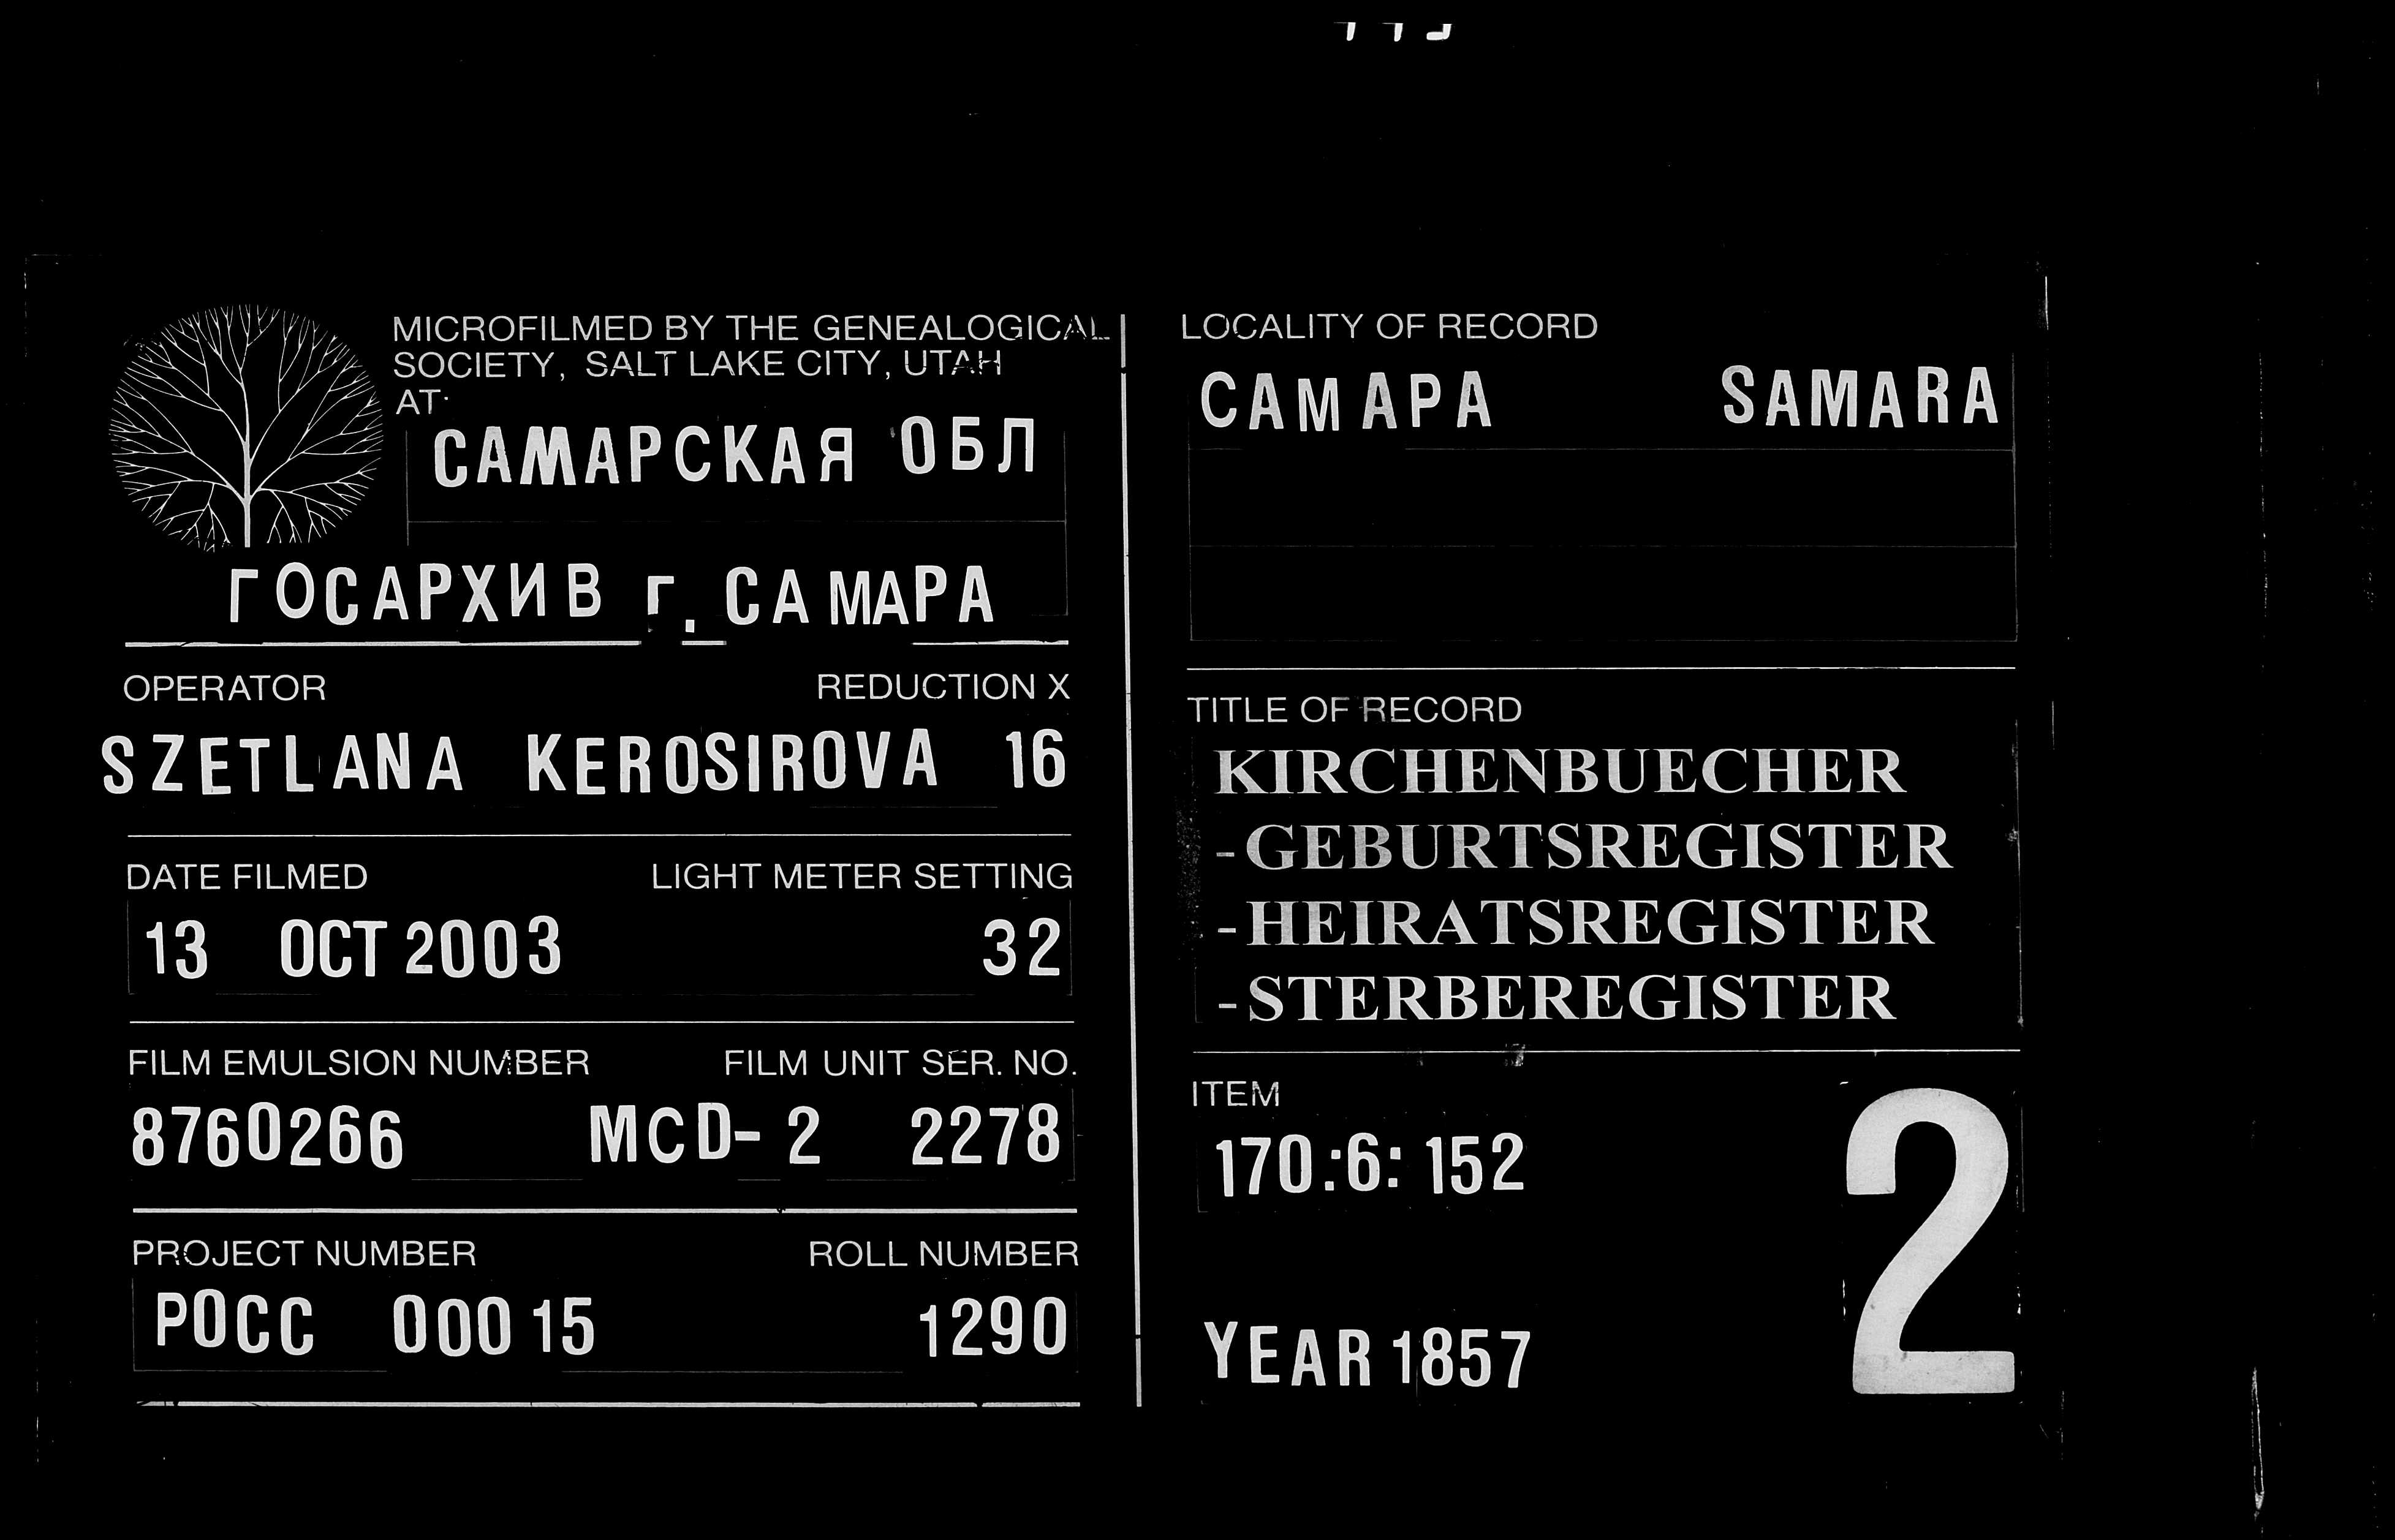 MICROFILMED BY THE GENEALOGICAL
SOCIETY, SALT LAKE CITY, UTAH
AT
САМАРСКАЯ ОБЛ
ГОСАРХИВ г. САМАРА
OPERATOR REDUCTION X
SZETLANA KEROSIROVA 16
DATE FILMED LIGHT METER SETTING
13 OCT 2003 32
FILM EMULSION NUMBER FILM UNIT SER. NO.
8760266 MCD- 2 2278
PROJECT NUMBER ROLL NUMBER
РОСС 00015 1290
LOCALITY OF RECORD
САМАРА SAMARA
TITLE OF RECORD
KIRCHENBUECHER
-GEBURTSREGISTER
-HEIRATSREGISTER
-STERBEREGISTER
ITEM
170.:6: 152
2
YEAR 1857